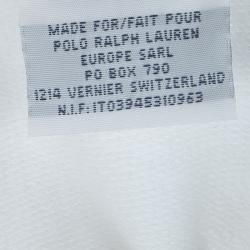 MADE FOR/FAIT POUR
POLO RALPH LAUREN
EUROPE SARL
PO BOX 790
1214 VERNIER SWITZERLAND
N.I.F:IT03945310963